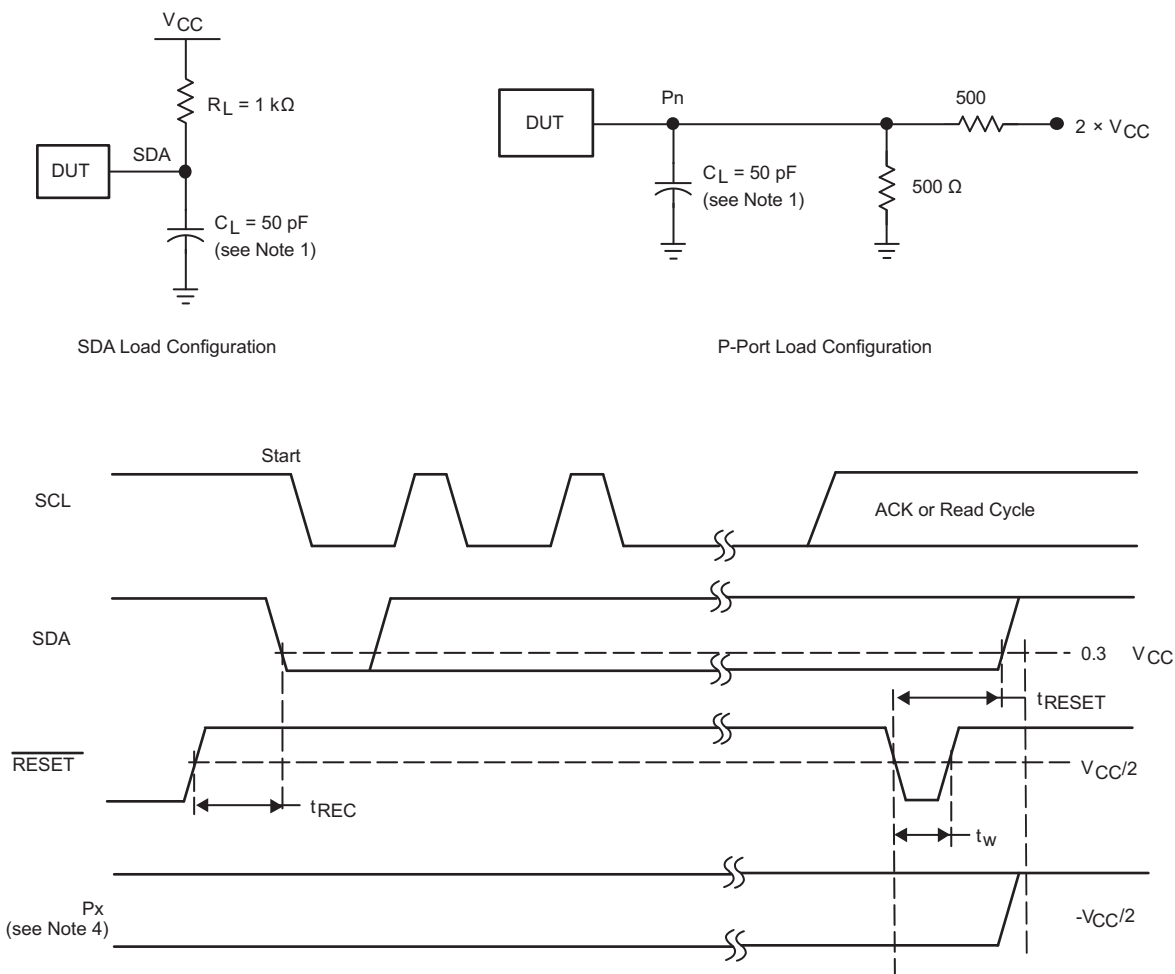 VCC
RL = 1 kΩ
DUT
SDA
CL = 50 pF
(see Note 1)
SDA Load Configuration
DUT
Pn
500
2 × VCC
CL = 50 pF
(see Note 1)
500 Ω
P-Port Load Configuration
Start
SCL
ACK or Read Cycle
SDA
0.3 VCC
tRESET
RESET
VCC/2
tREC
tw
Px
(see Note 4)
-VCC/2